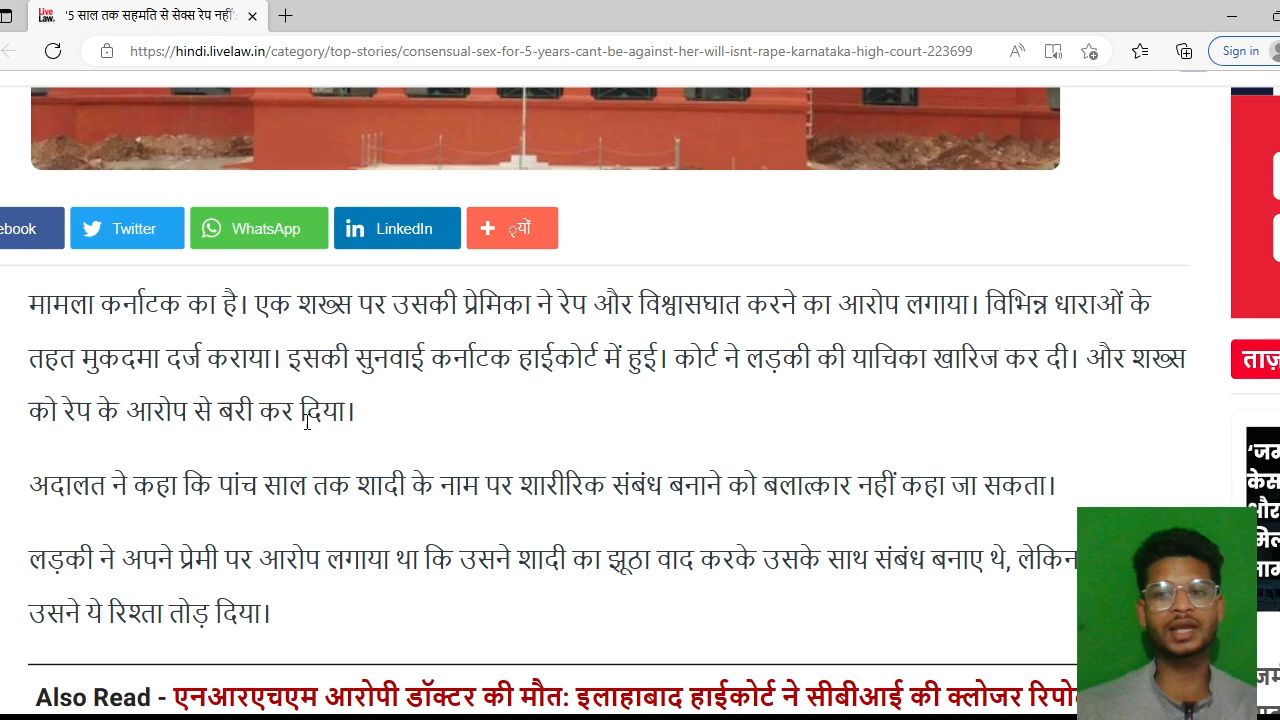 Live Law. '5 साल तक सहमति से सेक्स रेप नहीं'
https://hindi.livelaw.in/category/top-stories/consensual-sex-for-5-years-cant-be-against-her-will-isnt-rape-karnataka-high-court-223699
Sign in
ebook Twitter WhatsApp LinkedIn ्यों
मामला कर्नाटक का है। एक शख्स पर उसकी प्रेमिका ने रेप और विश्वासघात करने का आरोप लगाया। विभिन्न धाराओं के
तहत मुकदमा दर्ज कराया। इसकी सुनवाई कर्नाटक हाईकोर्ट में हुई। कोर्ट ने लड़की की याचिका खारिज कर दी। और शख्स
को रेप के आरोप से बरी कर दिया।
अदालत ने कहा कि पांच साल तक शादी के नाम पर शारीरिक संबंध बनाने को बलात्कार नहीं कहा जा सकता।
लड़की ने अपने प्रेमी पर आरोप लगाया था कि उसने शादी का झूठा वाद करके उसके साथ संबंध बनाए थे, लेकिन
उसने ये रिश्ता तोड़ दिया।
Also Read - एनआरएचएम आरोपी डॉक्टर की मौत: इलाहाबाद हाईकोर्ट ने सीबीआई की क्लोजर